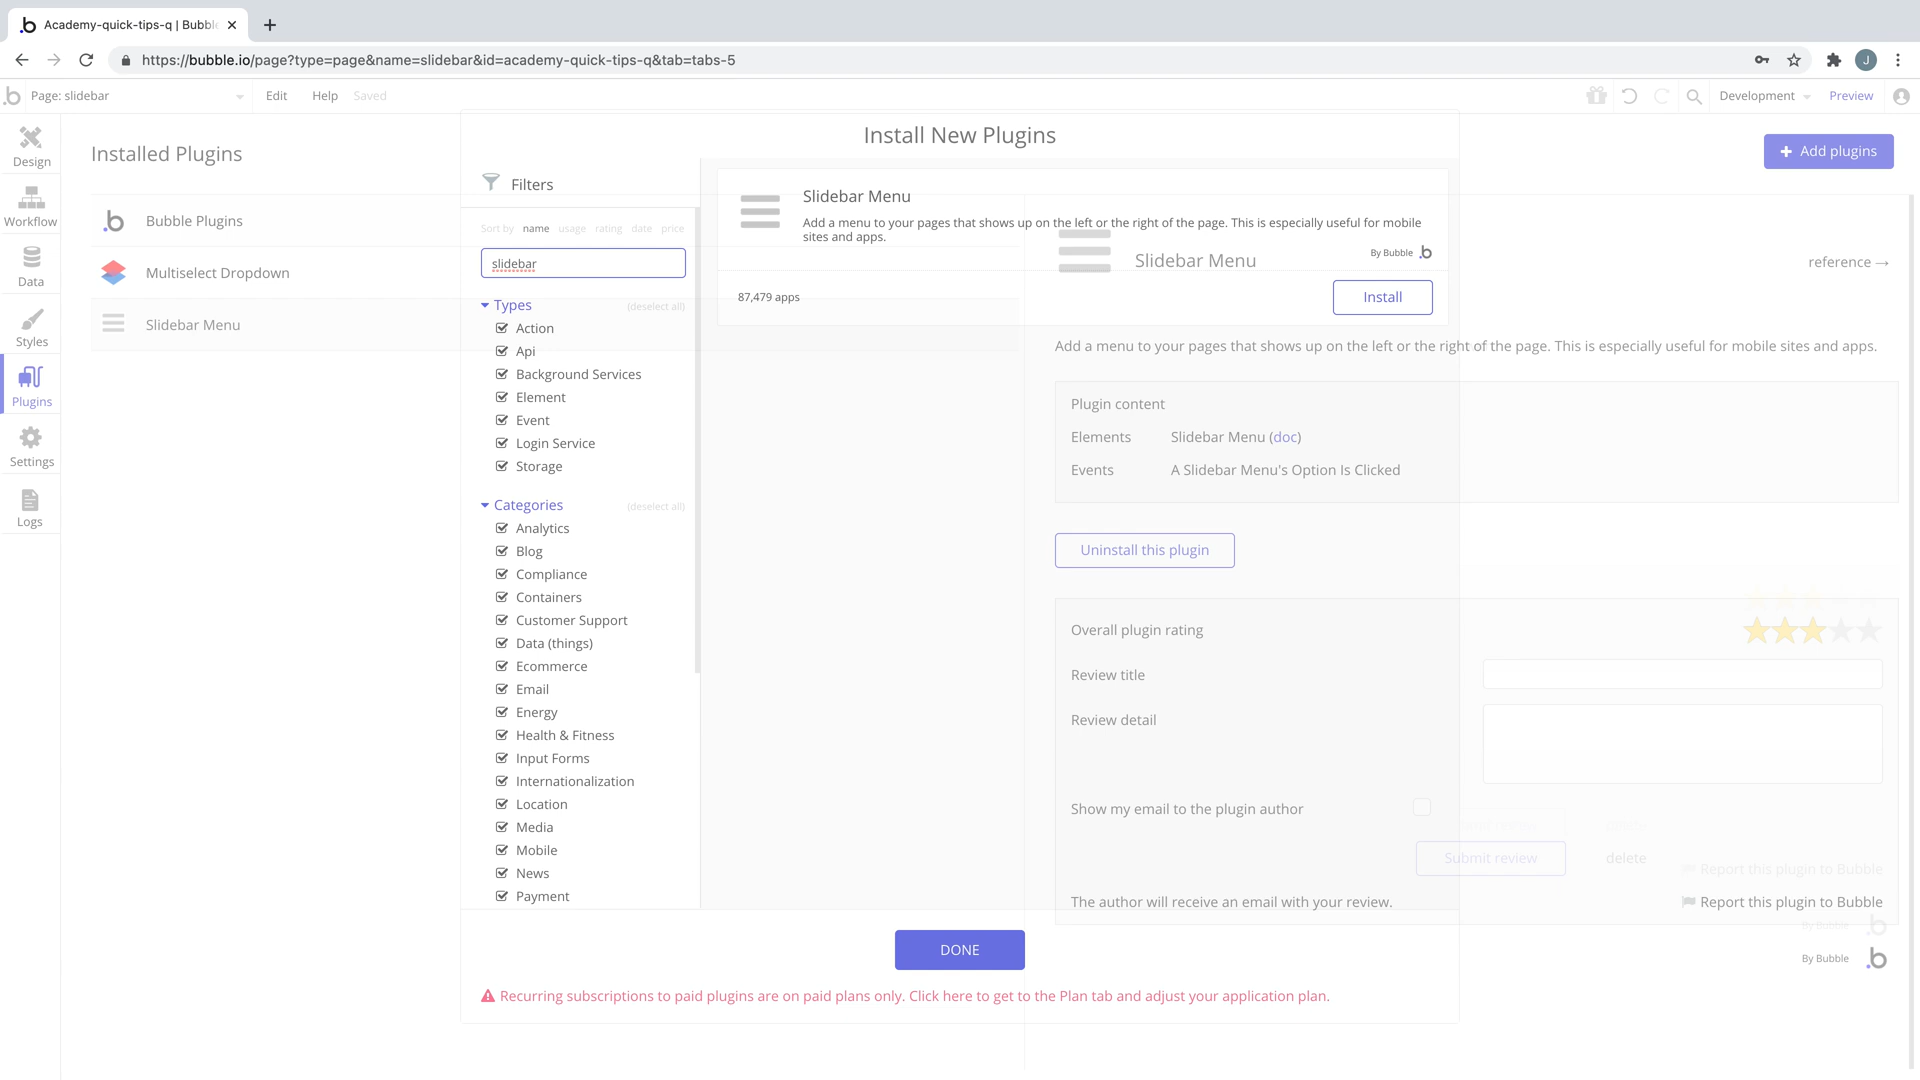 Academy-quick-tips-q | Bubble
https://bubble.io/page?type=page&name=slidebar&id=academy-quick-tips-q&tab=tabs-5
J
Page: slidebar
Edit
Help
Saved
Development
Preview
Design
Workflow
Data
Styles
Plugins
Settings
Logs
Installed Plugins
Add plugins
Bubble Plugins
Multiselect Dropdown
Slidebar Menu
Install New Plugins
Filters
Sort by name usage rating date price
slidebar
Types (deselect all)
Action
Api
Background Services
Element
Event
Login Service
Storage
Categories (deselect all)
Analytics
Blog
Compliance
Containers
Customer Support
Data (things)
Ecommerce
Email
Energy
Health & Fitness
Input Forms
Internationalization
Location
Media
Mobile
News
Payment
Slidebar Menu
Add a menu to your pages that shows up on the left or the right of the page. This is especially useful for mobile
sites and apps.
By Bubble
87,479 apps
Install
DONE
Recurring subscriptions to paid plugins are on paid plans only. Click here to get to the Plan tab and adjust your application plan.
Slidebar Menu
reference →
Add a menu to your pages that shows up on the left or the right of the page. This is especially useful for mobile sites and apps.
Plugin content
Elements Slidebar Menu (doc)
Events A Slidebar Menu's Option Is Clicked
Uninstall this plugin
Overall plugin rating
Review title
Review detail
Show my email to the plugin author
Submit review delete
Report this plugin to Bubble
The author will receive an email with your review.
Report this plugin to Bubble
By Bubble
By Bubble